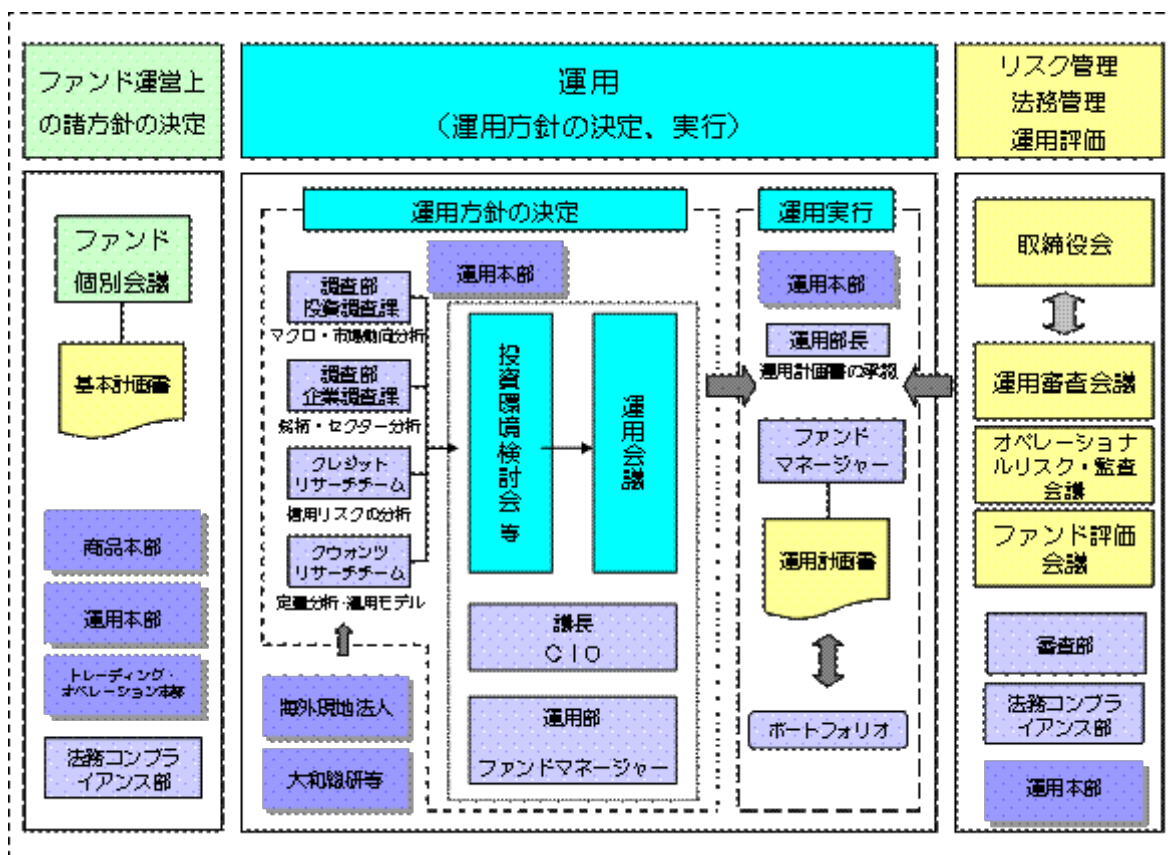 ファンド運営上
の諸方針の決定
運用
（運用方針の決定、実行）
リスク管理
法務管理
運用評価
ファンド
個別会議
基本計画書
商品本部
運用本部
トレーディング・
オペレーション本部
法務コンプラ
イアンス部
運用方針の決定
運用本部
調査部
投資調査課
マクロ・市場動向分析
調査部
企業調査課
銘柄・セクター分析
クレジット
リサーチチーム
信用リスクの分析
クウォンツ
リサーチチーム
定量分析・運用モデル
海外現地法人
大和総研等
投資環境検討会 等
運用会議
議長
ＣＩＯ
運用部
ファンドマネージャー
運用実行
運用本部
運用部長
運用計画書の承認
ファンド
マネージャー
運用計画書
ポートフォリオ
取締役会
運用審査会議
オペレーショナ
ルリスク・監査
会議
ファンド評価
会議
審査部
法務コンプラ
イアンス部
運用本部